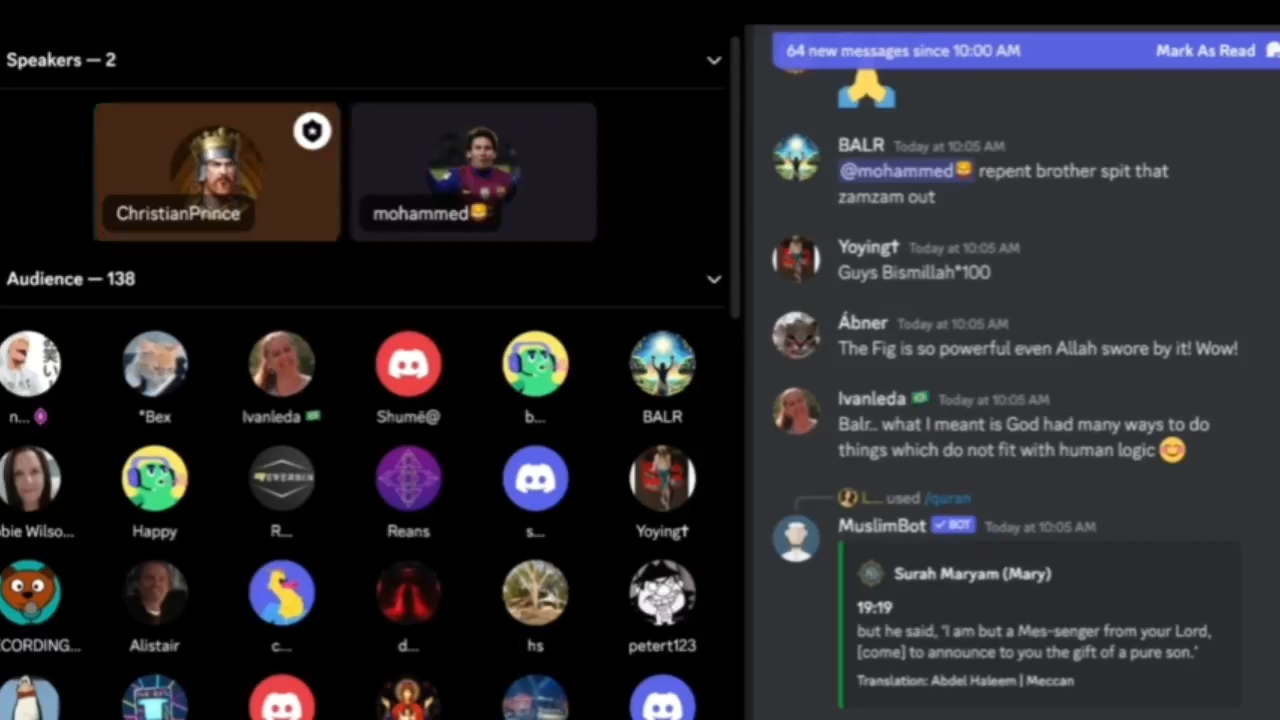 Speakers — 2
ChristianPrince
mohammed
Audience — 138
n...
*Bex
Ivanleda
Shumë@
b...
BALR
bie Wilso...
Happy
R...
Reans
s...
Yoying†
CORDING...
Alistair
c...
d...
hs
petert123
64 new messages since 10:00 AM Mark As Read
BALR Today at 10:05 AM
@mohammed repent brother spit that
zamzam out
Yoying† Today at 10:05 AM
Guys Bismillah*100
Ábner Today at 10:05 AM
The Fig is so powerful even Allah swore by it! Wow!
Ivanleda Today at 10:05 AM
Balr.. what I meant is God had many ways to do
things which do not fit with human logic
L... used /quran
MuslimBot BOT Today at 10:05 AM
Surah Maryam (Mary)
19:19
but he said, 'I am but a Mes-senger from your Lord,
[come] to announce to you the gift of a pure son.'
Translation: Abdel Haleem | Meccan